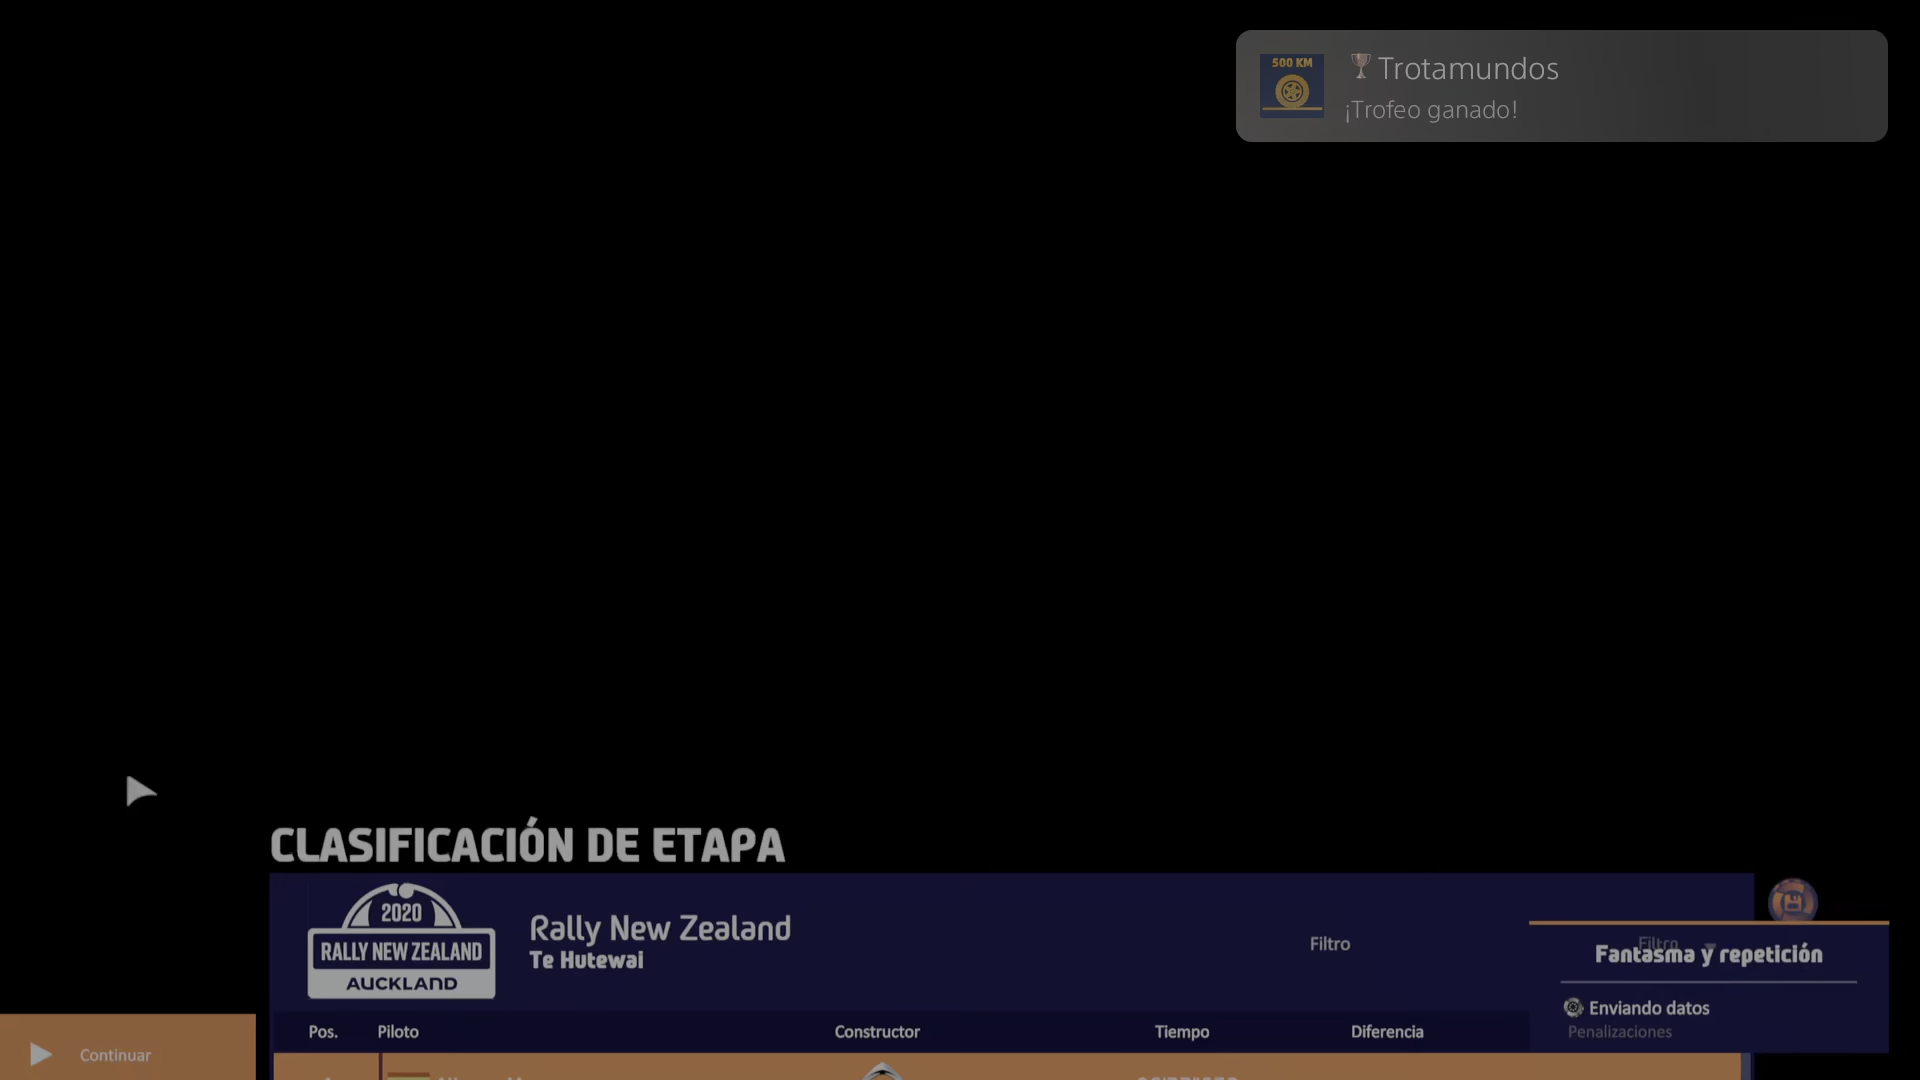 500 KM
Trotamundos
¡Trofeo ganado!
CLASIFICACIÓN DE ETAPA
2020
RALLY NEW ZEALAND
AUCKLAND
Rally New Zealand
Te Hutewai
Filtro
Filtro
Fantasma y repetición
Enviando datos
Penalizaciones
Pos. Piloto Constructor Tiempo Diferencia
Continuar